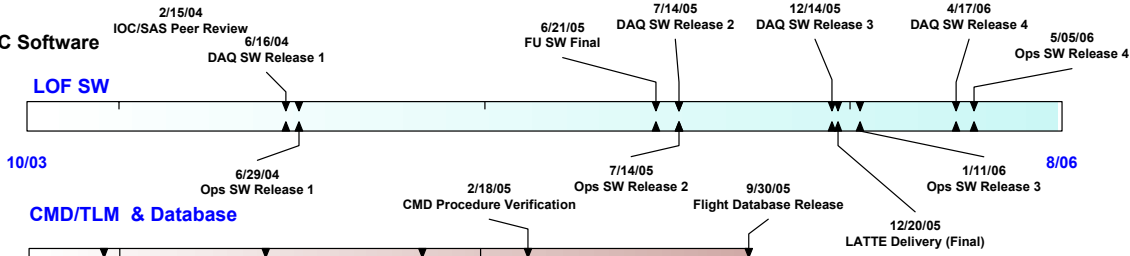 2/15/04
IOC/SAS Peer Review
C Software
6/16/04
DAQ SW Release 1
6/21/05
FU SW Final
7/14/05
DAQ SW Release 2
12/14/05
DAQ SW Release 3
4/17/06
DAQ SW Release 4
5/05/06
Ops SW Release 4
LOF SW
10/03
8/06
6/29/04
Ops SW Release 1
7/14/05
Ops SW Release 2
1/11/06
Ops SW Release 3
2/18/05
CMD Procedure Verification
9/30/05
Flight Database Release
12/20/05
LATTE Delivery (Final)
CMD/TLM & Database